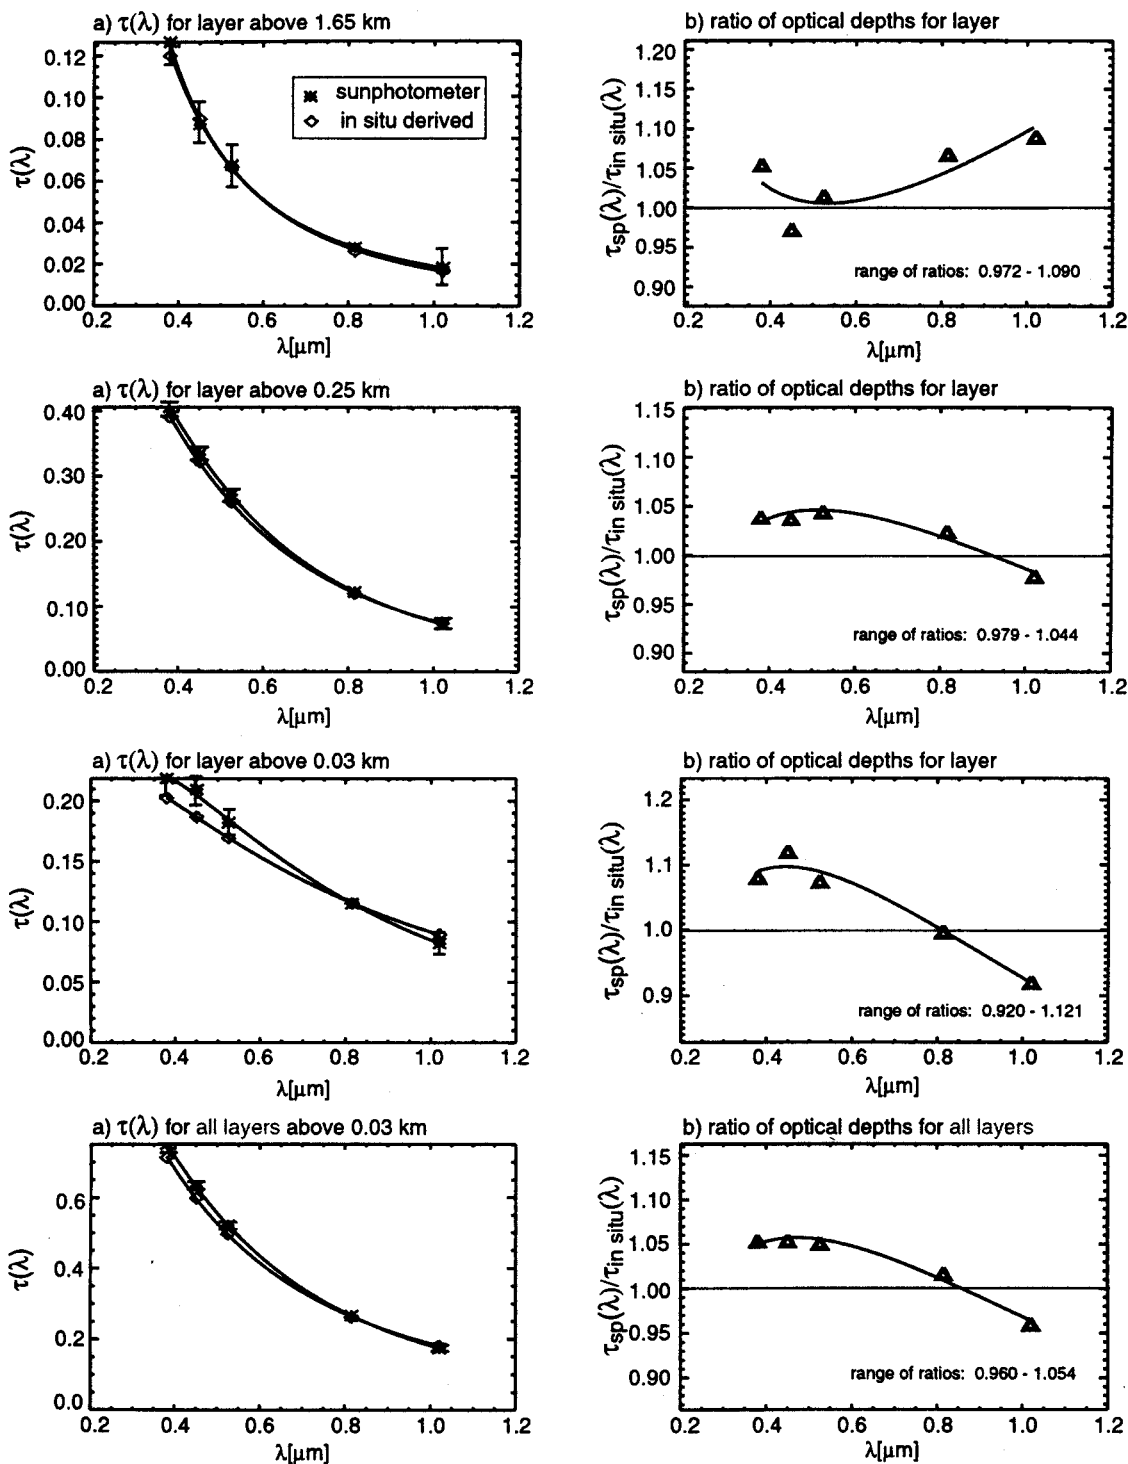 a) τ(λ) for layer above 1.65 km
0.12
0.10
0.08
0.06
0.04
0.02
0.00
τ(λ)
sunphotometer
in situ derived
0.2 0.4 0.6 0.8 1.0 1.2
λ[μm]
b) ratio of optical depths for layer
1.20
1.15
1.10
1.05
1.00
0.95
0.90
τsp(λ)/τin situ(λ)
range of ratios: 0.972 - 1.090
0.2 0.4 0.6 0.8 1.0 1.2
λ[μm]
a) τ(λ) for layer above 0.25 km
0.40
0.30
0.20
0.10
0.00
τ(λ)
0.2 0.4 0.6 0.8 1.0 1.2
λ[μm]
b) ratio of optical depths for layer
1.15
1.10
1.05
1.00
0.95
0.90
τsp(λ)/τin situ(λ)
range of ratios: 0.979 - 1.044
0.2 0.4 0.6 0.8 1.0 1.2
λ[μm]
a) τ(λ) for layer above 0.03 km
0.20
0.15
0.10
0.05
0.00
τ(λ)
0.2 0.4 0.6 0.8 1.0 1.2
λ[μm]
b) ratio of optical depths for layer
1.2
1.1
1.0
0.9
τsp(λ)/τin situ(λ)
range of ratios: 0.920 - 1.121
0.2 0.4 0.6 0.8 1.0 1.2
λ[μm]
a) τ(λ) for all layers above 0.03 km
0.6
0.4
0.2
0.0
τ(λ)
0.2 0.4 0.6 0.8 1.0 1.2
λ[μm]
b) ratio of optical depths for all layers
1.15
1.10
1.05
1.00
0.95
0.90
τsp(λ)/τin situ(λ)
range of ratios: 0.960 - 1.054
0.2 0.4 0.6 0.8 1.0 1.2
λ[μm]